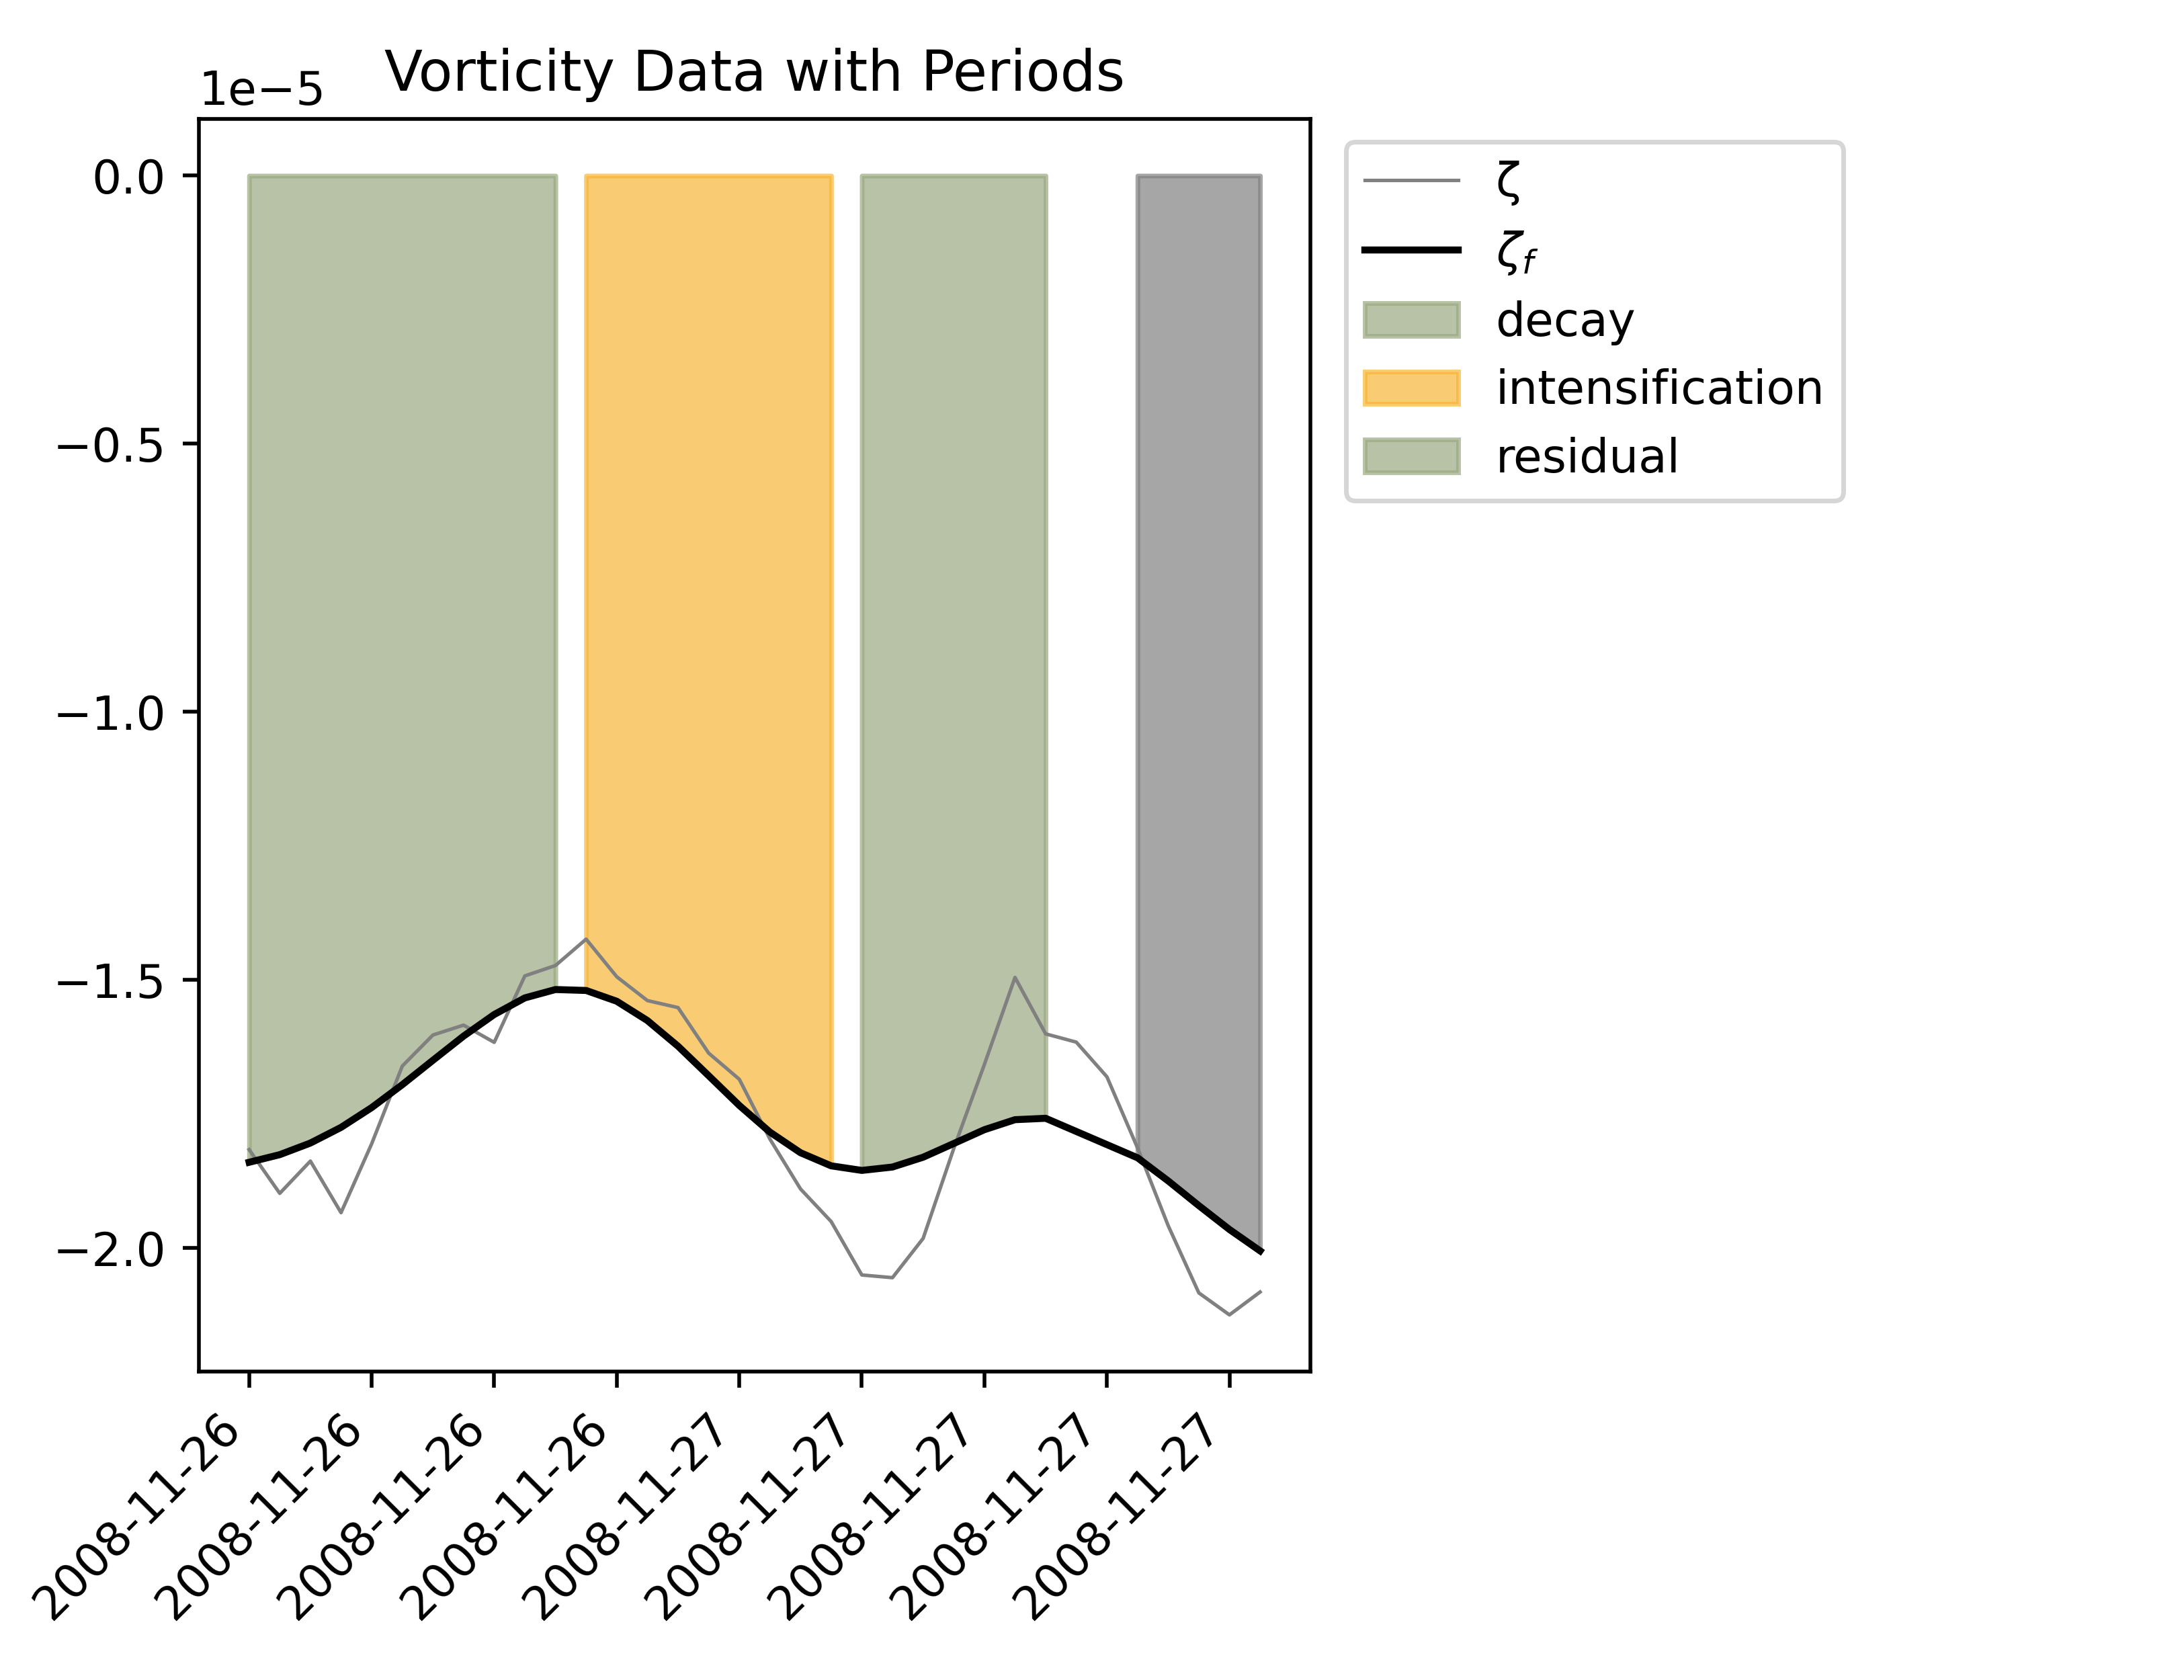 Vorticity Data with Periods
1e−5
0.0
−0.5
−1.0
−1.5
−2.0
2008-11-26
2008-11-26
2008-11-26
2008-11-26
2008-11-27
2008-11-27
2008-11-27
2008-11-27
2008-11-27
ζ
ζf
decay
intensification
residual